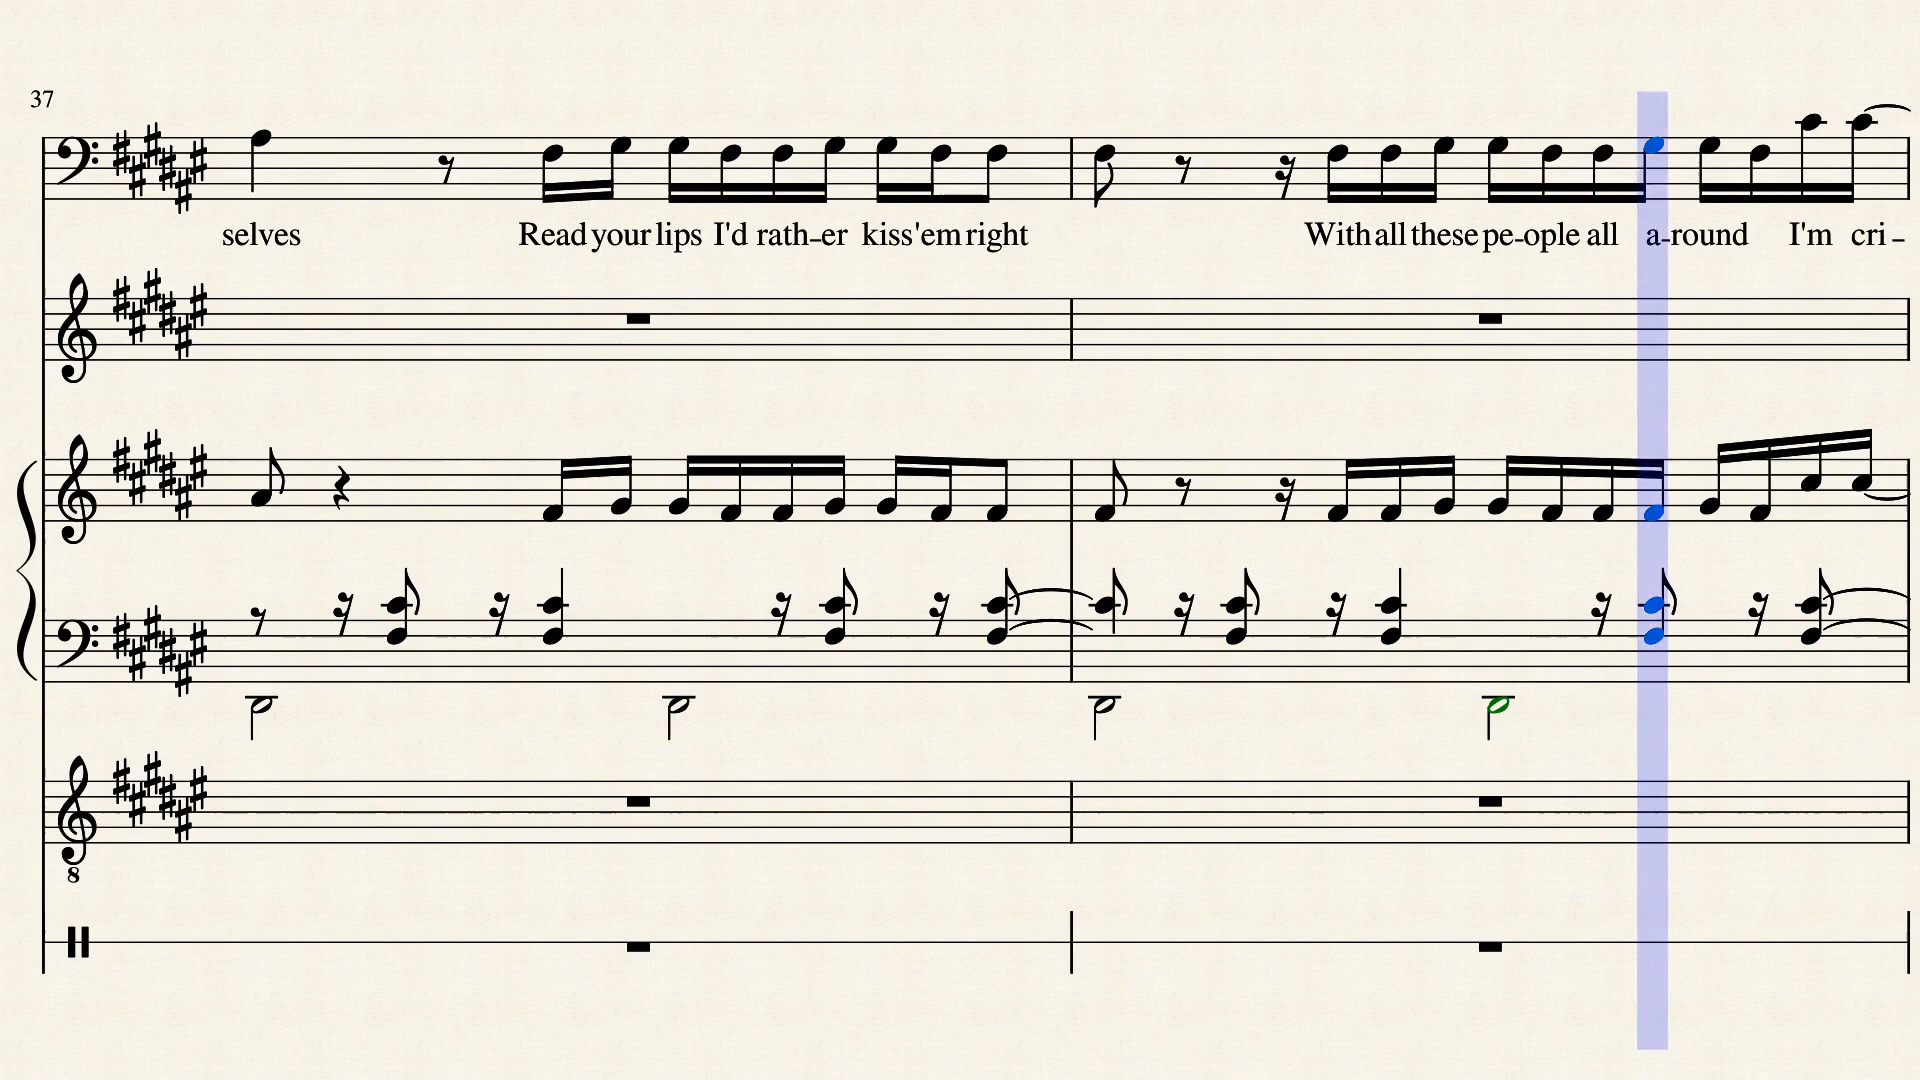 37
selves Read your lips I'd rath-er kiss 'em right With all these pe-ople all a-round I'm cri-
8